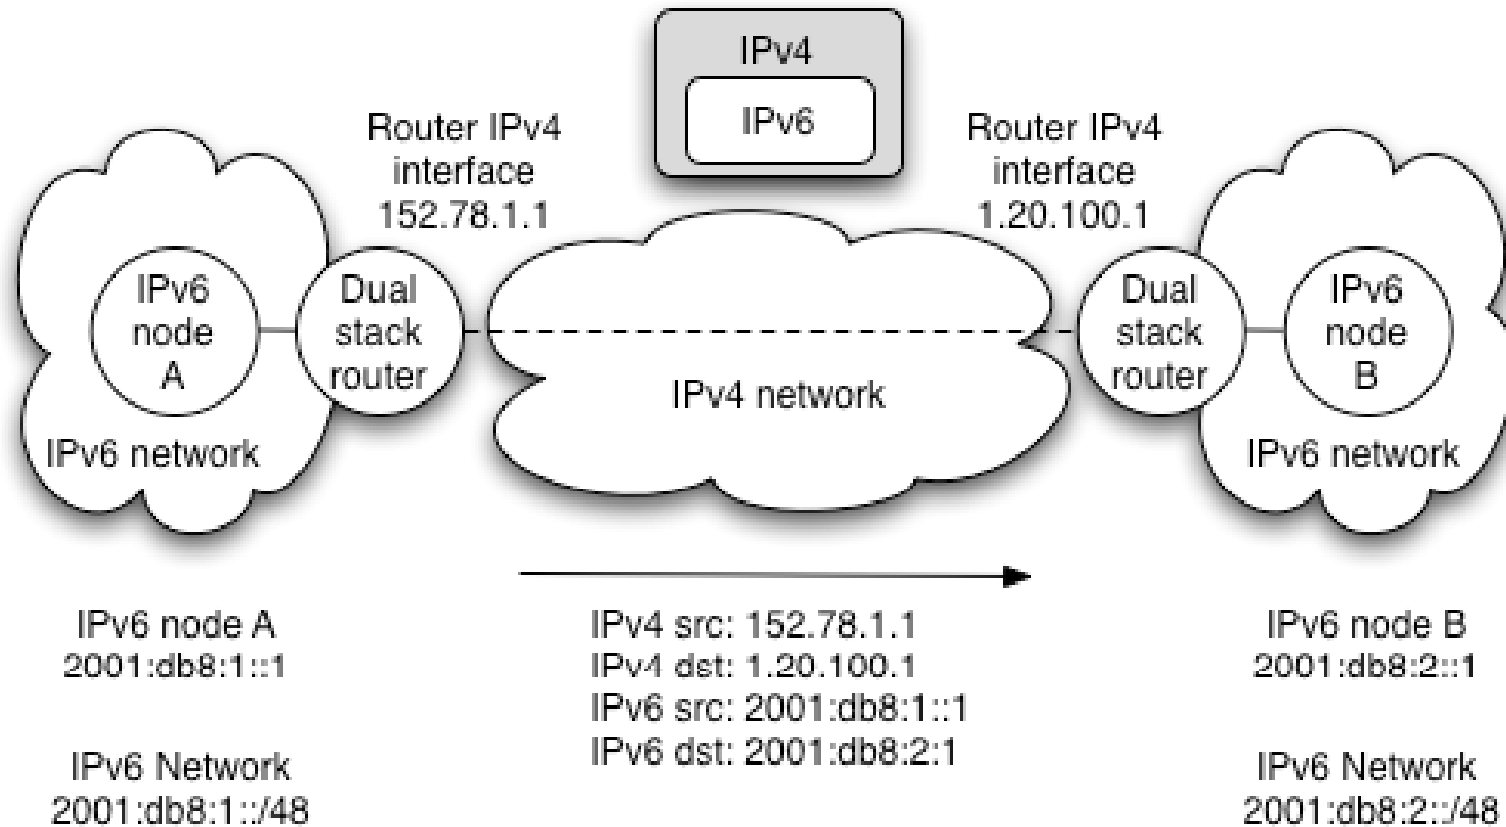 IPv4
IPv6
Router IPv4
interface
152.78.1.1
Router IPv4
interface
1.20.100.1
IPv6
node
A
Dual
stack
router
IPv4 network
Dual
stack
router
IPv6
node
B
IPv6 network
IPv6 network
IPv6 node A
2001:db8:1::1
IPv6 Network
2001:db8:1::/48
IPv4 src: 152.78.1.1
IPv4 dst: 1.20.100.1
IPv6 src: 2001:db8:1::1
IPv6 dst: 2001:db8:2:1
IPv6 node B
2001:db8:2::1
IPv6 Network
2001:db8:2::/48